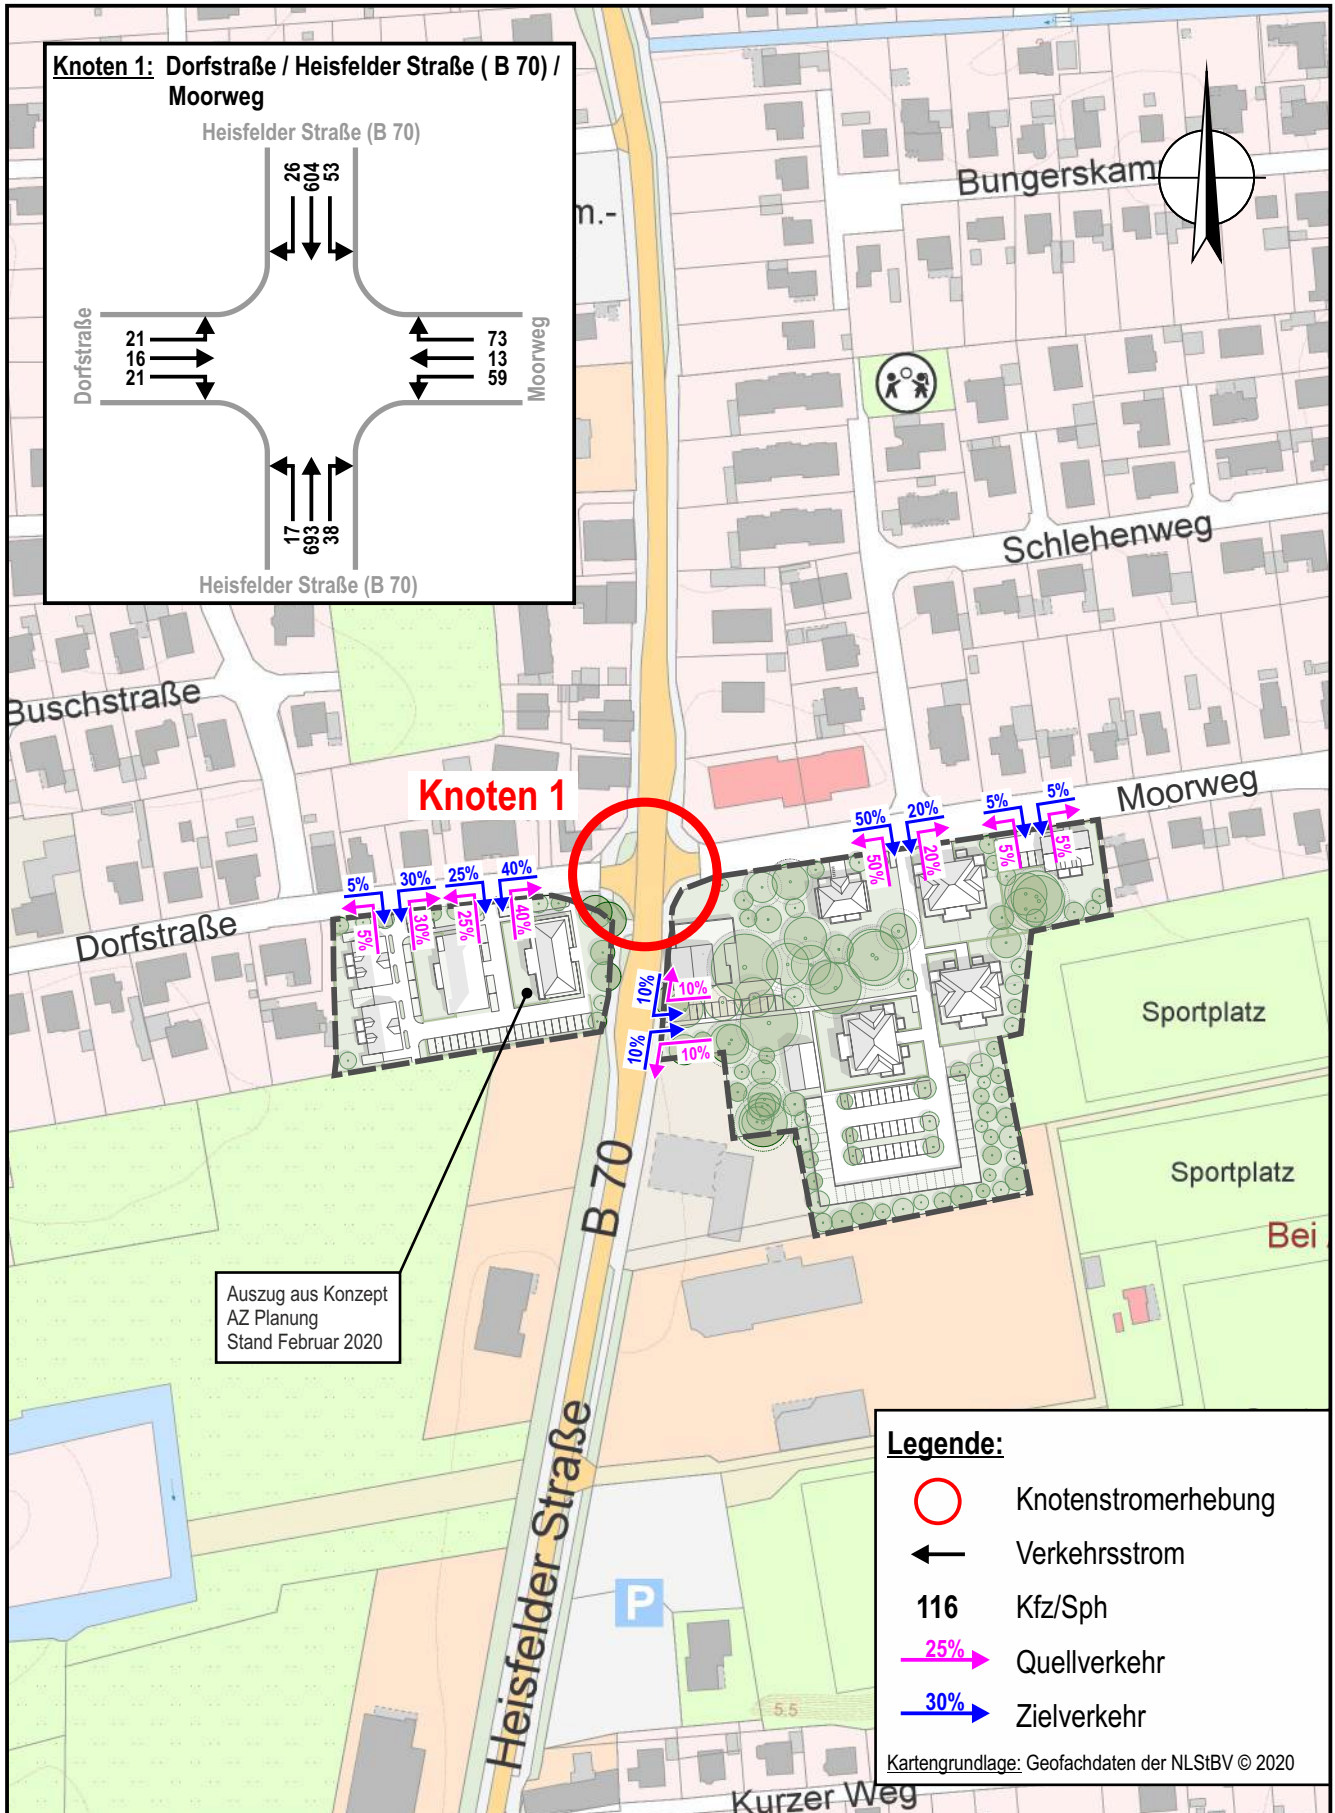 Knoten 1: Dorfstraße / Heisfelder Straße ( B 70) /
Moorweg
Heisfelder Straße (B 70)
26
604
53
Dorfstraße
21
16
21
73
13
59
Moorweg
17
693
38
Heisfelder Straße (B 70)
m.-
Bungerskam
Schlehenweg
Buschstraße
Knoten 1
Moorweg
Dorfstraße
5%
30%
25%
40%
5%
30%
25%
40%
50%
20%
5%
5%
50%
20%
5%
5%
10%
10%
10%
10%
Sportplatz
Sportplatz
Bei
B 70
Auszug aus Konzept
AZ Planung
Stand Februar 2020
Heisfelder Straße
P
5.5
Kurzer Weg
Legende:
Knotenstromerhebung
Verkehrsstrom
116 Kfz/Sph
25% Quellverkehr
30% Zielverkehr
Kartengrundlage: Geofachdaten der NLStBV © 2020